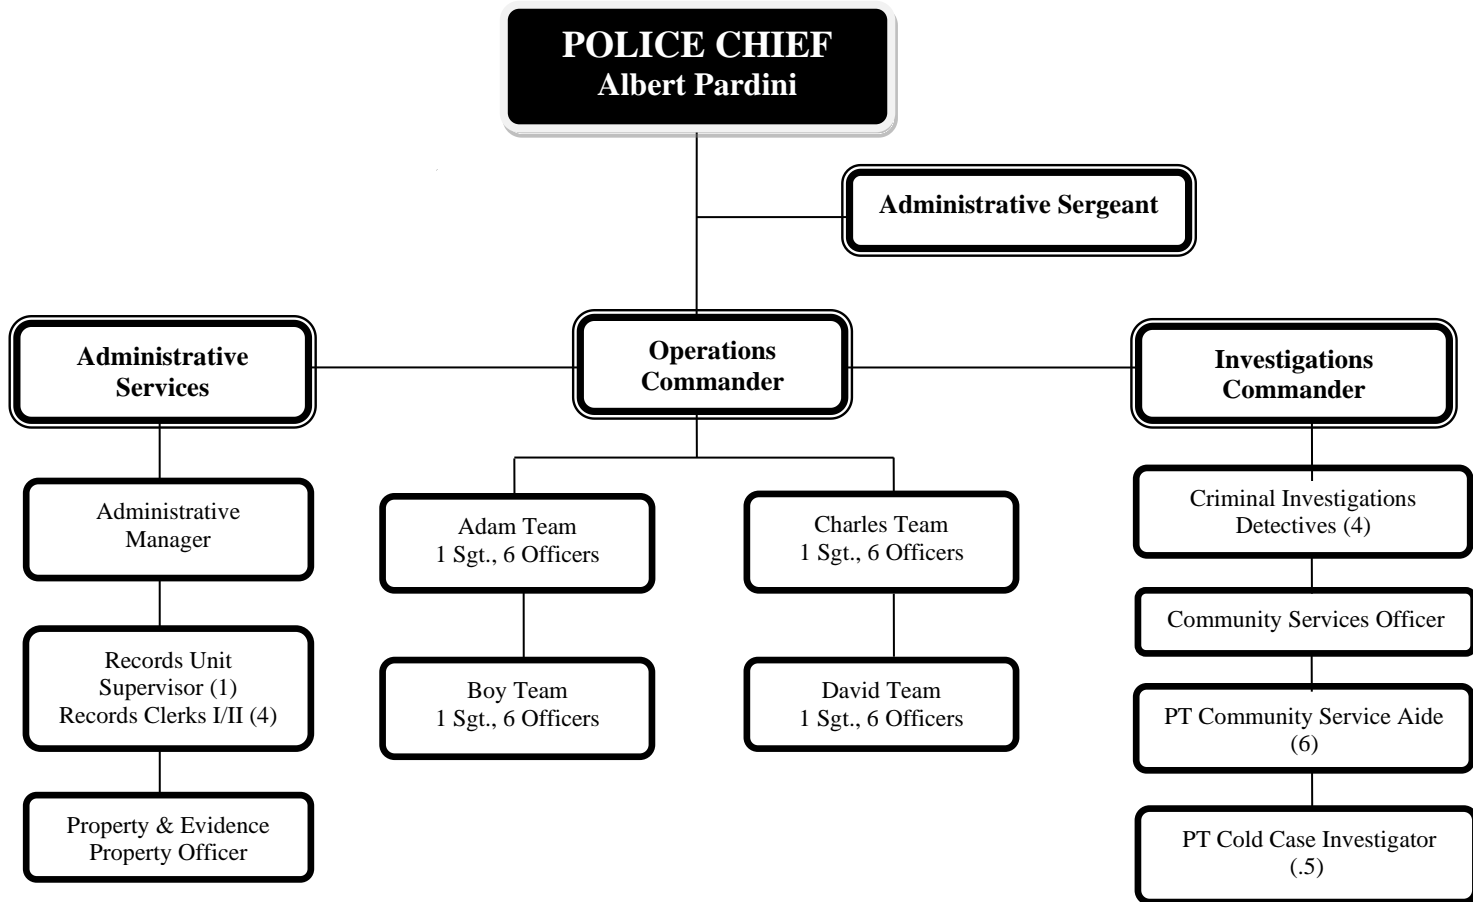 POLICE CHIEF
Albert Pardini
Administrative Sergeant
Administrative
Services
Operations
Commander
Investigations
Commander
Administrative
Manager
Records Unit
Supervisor (1)
Records Clerks I/II (4)
Property & Evidence
Property Officer
Adam Team
1 Sgt., 6 Officers
Boy Team
1 Sgt., 6 Officers
Charles Team
1 Sgt., 6 Officers
David Team
1 Sgt., 6 Officers
Criminal Investigations
Detectives (4)
Community Services Officer
PT Community Service Aide
(6)
PT Cold Case Investigator
(.5)